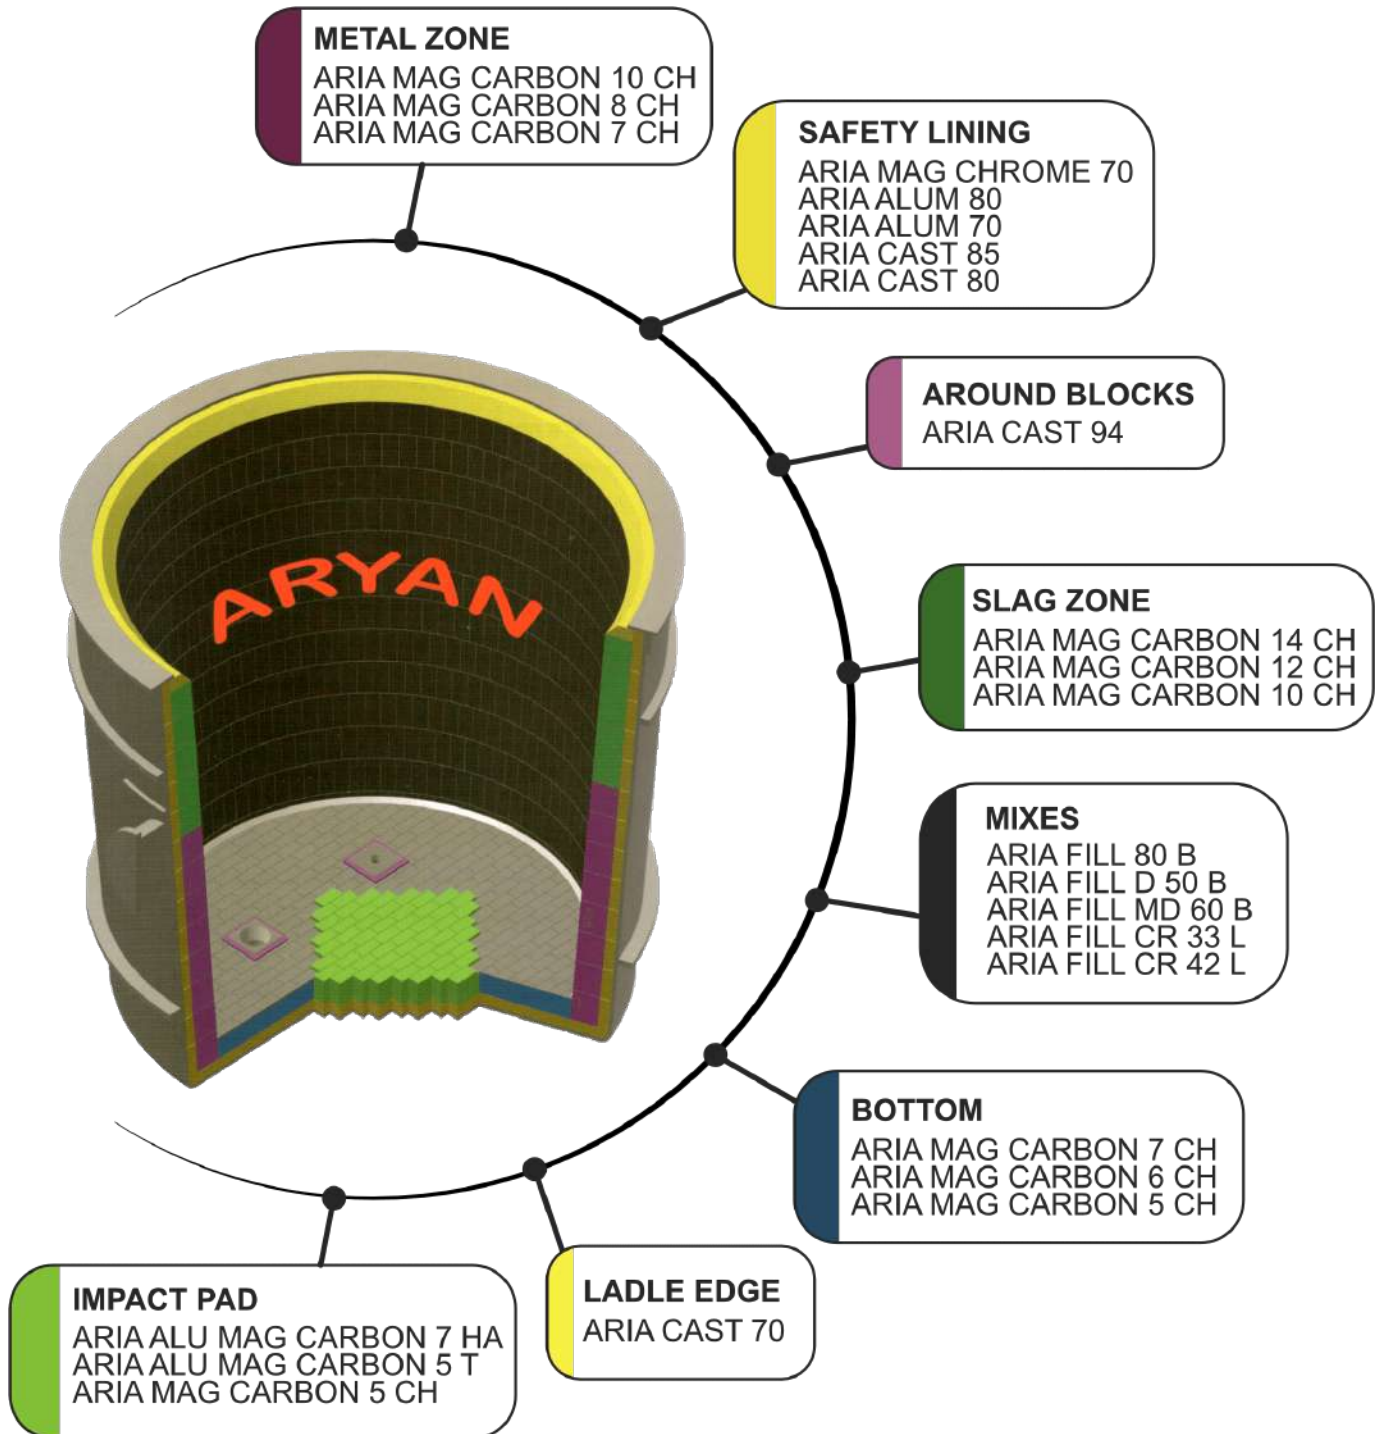 METAL ZONE
ARIA MAG CARBON 10 CH
ARIA MAG CARBON 8 CH
ARIA MAG CARBON 7 CH
SAFETY LINING
ARIA MAG CHROME 70
ARIA ALUM 80
ARIA ALUM 70
ARIA CAST 85
ARIA CAST 80
AROUND BLOCKS
ARIA CAST 94
ARYAN
SLAG ZONE
ARIA MAG CARBON 14 CH
ARIA MAG CARBON 12 CH
ARIA MAG CARBON 10 CH
MIXES
ARIA FILL 80 B
ARIA FILL D 50 B
ARIA FILL MD 60 B
ARIA FILL CR 33 L
ARIA FILL CR 42 L
BOTTOM
ARIA MAG CARBON 7 CH
ARIA MAG CARBON 6 CH
ARIA MAG CARBON 5 CH
LADLE EDGE
ARIA CAST 70
IMPACT PAD
ARIA ALU MAG CARBON 7 HA
ARIA ALU MAG CARBON 5 T
ARIA MAG CARBON 5 CH